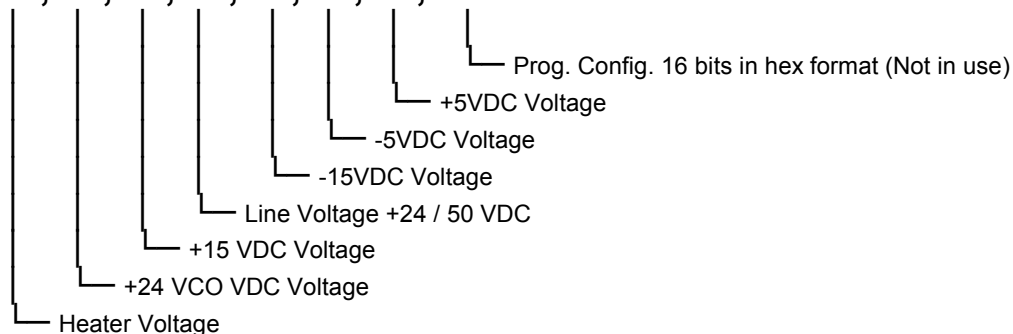 Prog. Config. 16 bits in hex format (Not in use)
+5VDC Voltage
-5VDC Voltage
-15VDC Voltage
Line Voltage +24 / 50 VDC
+15 VDC Voltage
+24 VCO VDC Voltage
Heater Voltage